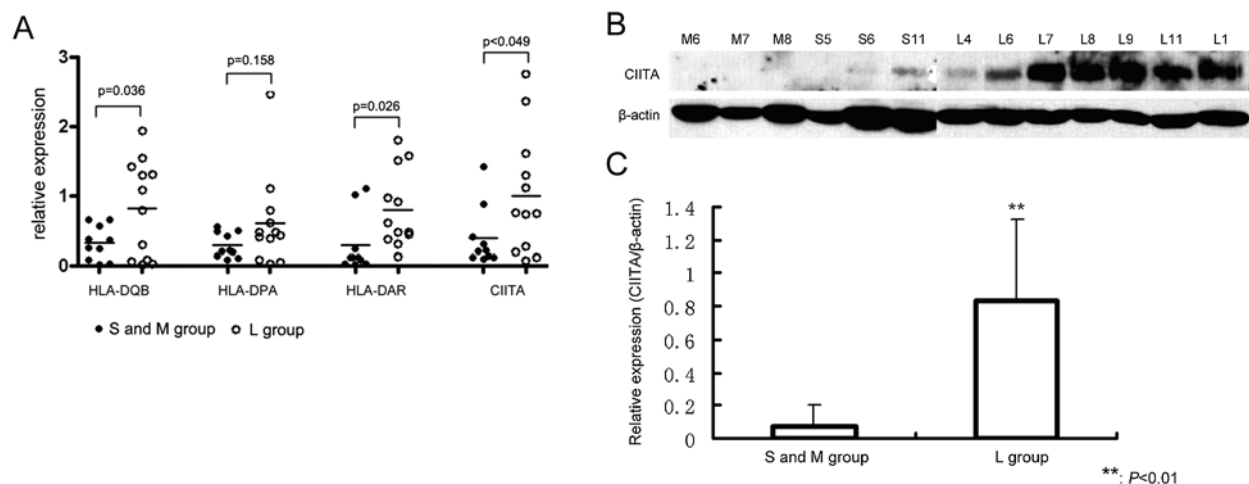 A
relative expression
3
2
1
0
p=0.036
p=0.158
p=0.026
p<0.049
HLA-DQB HLA-DPA HLA-DAR CIITA
S and M group L group
B
M6 M7 M8 S5 S6 S11 L4 L6 L7 L8 L9 L11 L1
CIITA
β-actin
C
Relative expression (CIITA/β-actin)
1.4
1.2
1
0.8
0.6
0.4
0.2
0
**
S and M group L group
**: P<0.01